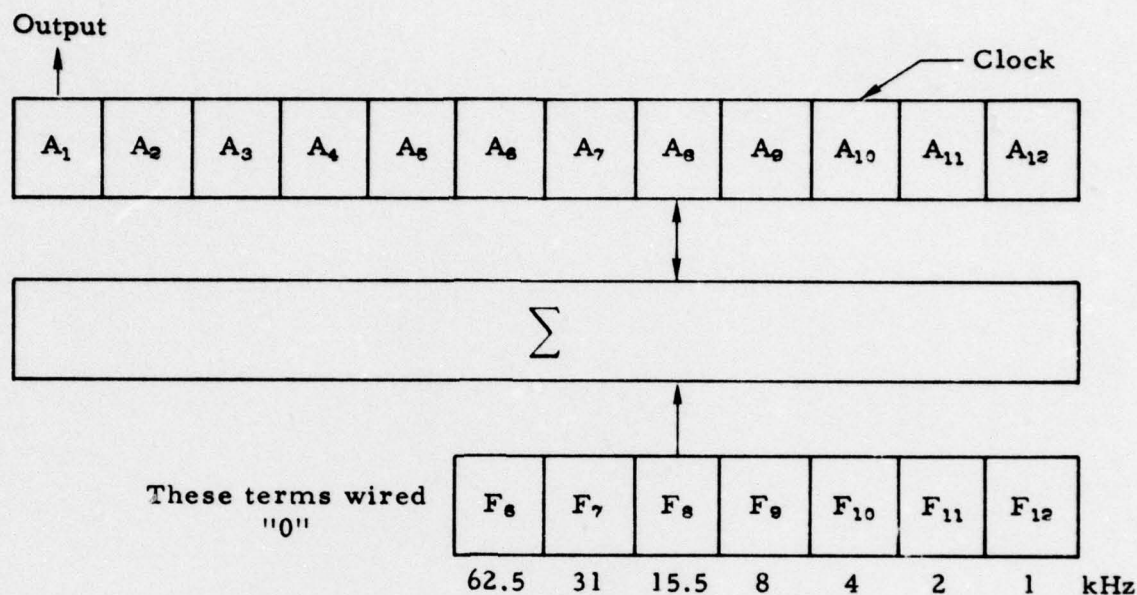 Output
Clock
A₁ A₂ A₃ A₄ A₅ A₆ A₇ A₈ A₉ A₁₀ A₁₁ A₁₂
∑
These terms wired
"0"
F₆ F₇ F₈ F₉ F₁₀ F₁₁ F₁₂
62.5 31 15.5 8 4 2 1 kHz